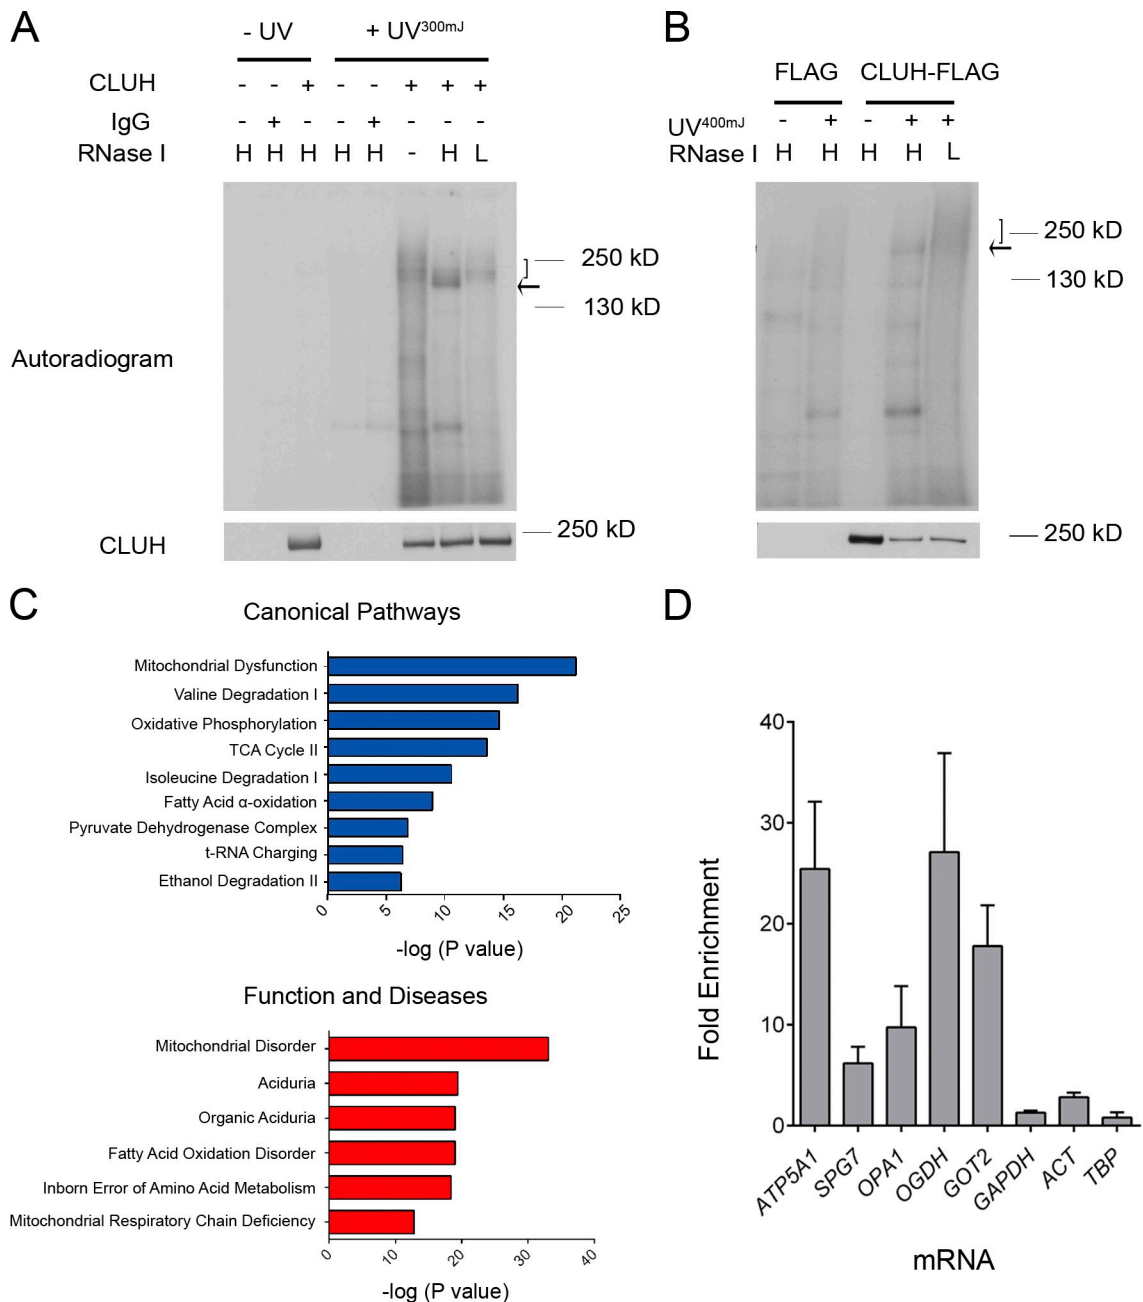 A
- UV + UV300mJ
CLUH - - + - - + + +
IgG - + - - + - - -
RNase I H H H H H - H L
250 kD
130 kD
Autoradiogram
CLUH
250 kD
B
FLAG CLUH-FLAG
UV400mJ - + - + +
RNase I H H H H L
250 kD
130 kD
250 kD
C
Canonical Pathways
Mitochondrial Dysfunction
Valine Degradation I
Oxidative Phosphorylation
TCA Cycle II
Isoleucine Degradation I
Fatty Acid α-oxidation
Pyruvate Dehydrogenase Complex
t-RNA Charging
Ethanol Degradation II
0 5 10 15 20 25
-log (P value)
Function and Diseases
Mitochondrial Disorder
Aciduria
Organic Aciduria
Fatty Acid Oxidation Disorder
Inborn Error of Amino Acid Metabolism
Mitochondrial Respiratory Chain Deficiency
0 10 20 30 40
-log (P value)
D
Fold Enrichment
40
30
20
10
0
ATP5A1 SPG7 OPA1 OGDH GOT2 GAPDH ACT TBP
mRNA